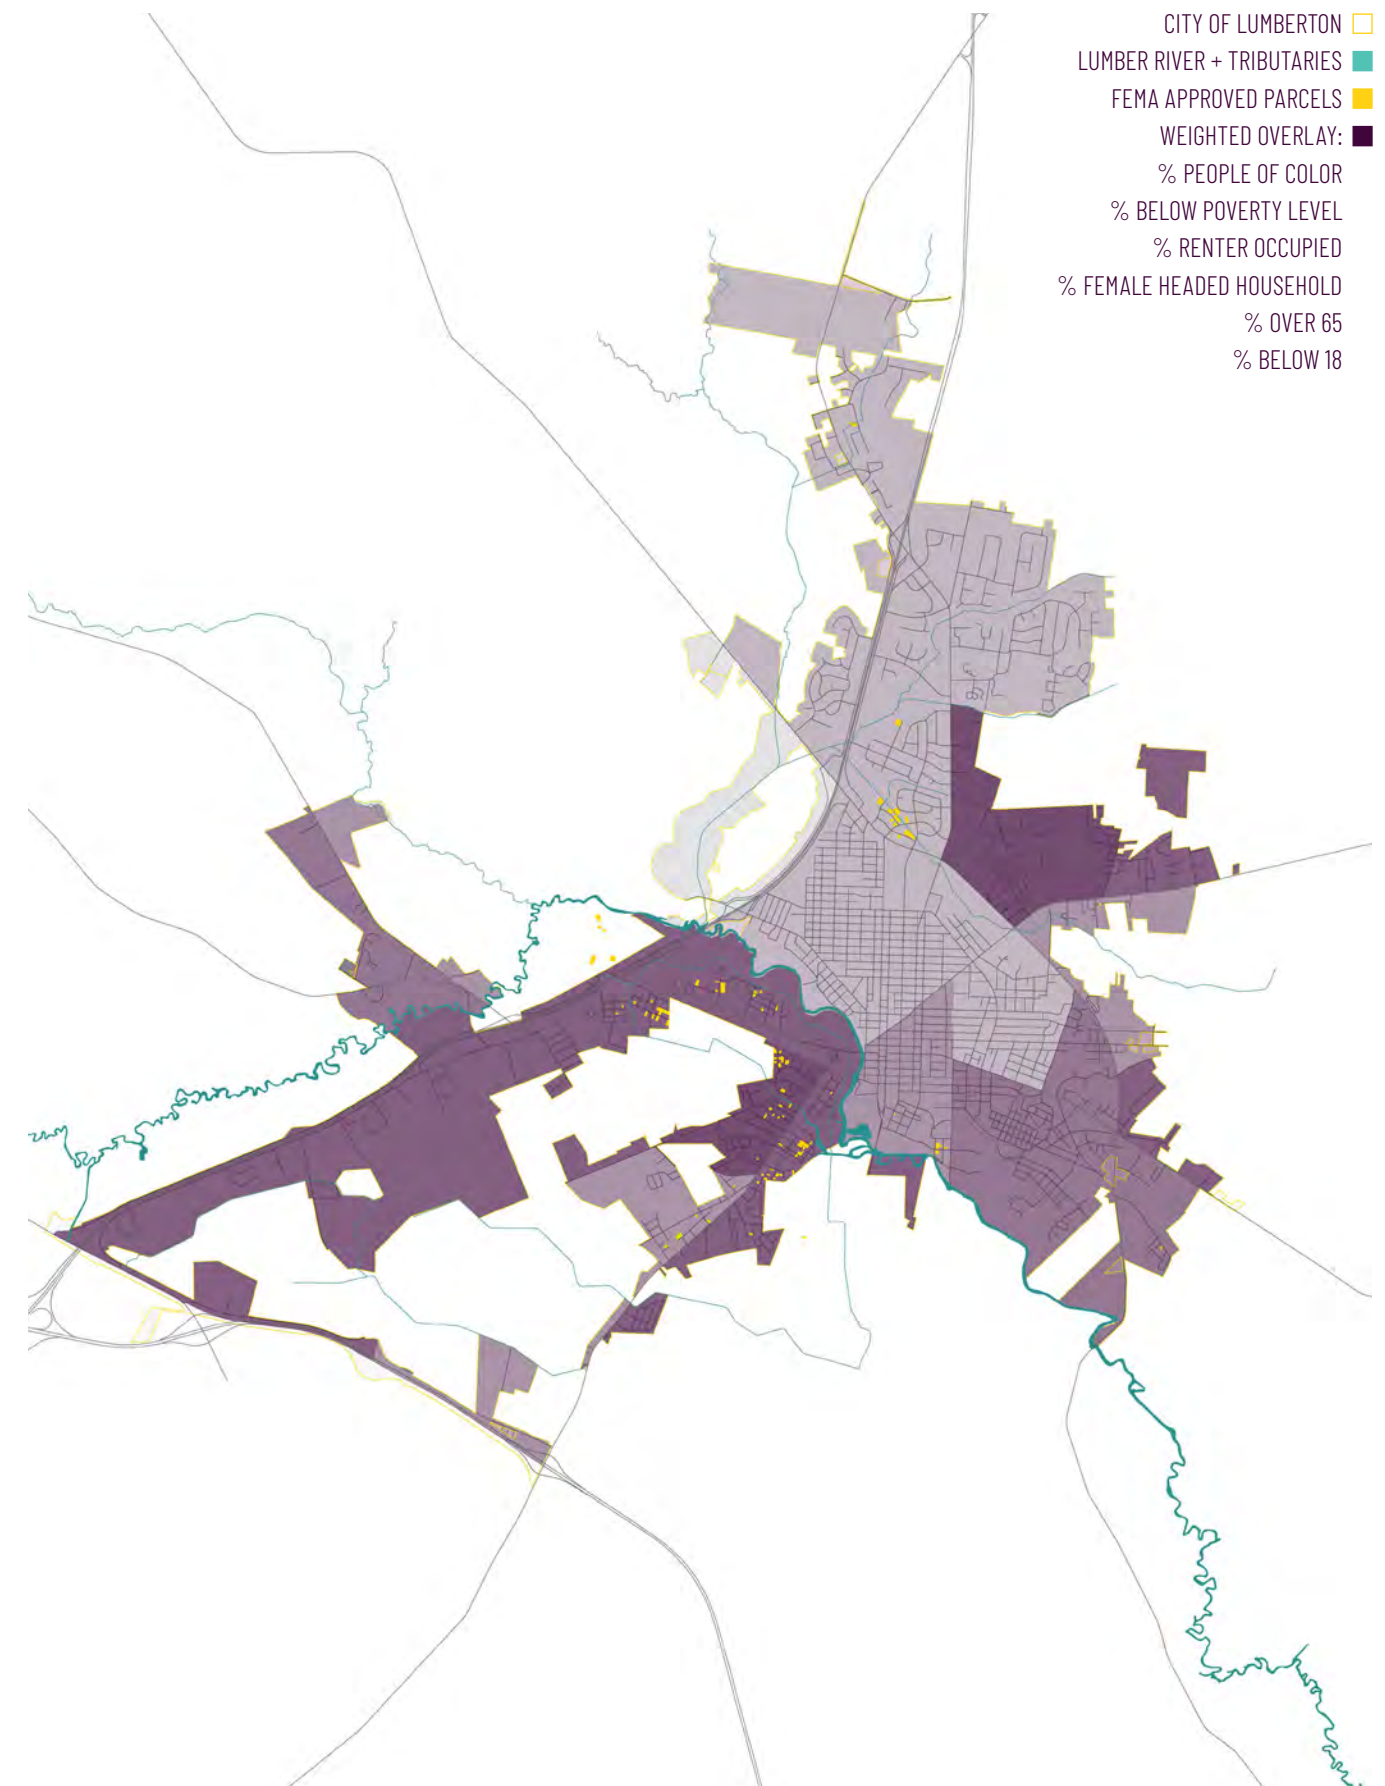 CITY OF LUMBERTON
LUMBER RIVER + TRIBUTARIES
FEMA APPROVED PARCELS
WEIGHTED OVERLAY:
% PEOPLE OF COLOR
% BELOW POVERTY LEVEL
% RENTER OCCUPIED
% FEMALE HEADED HOUSEHOLD
% OVER 65
% BELOW 18